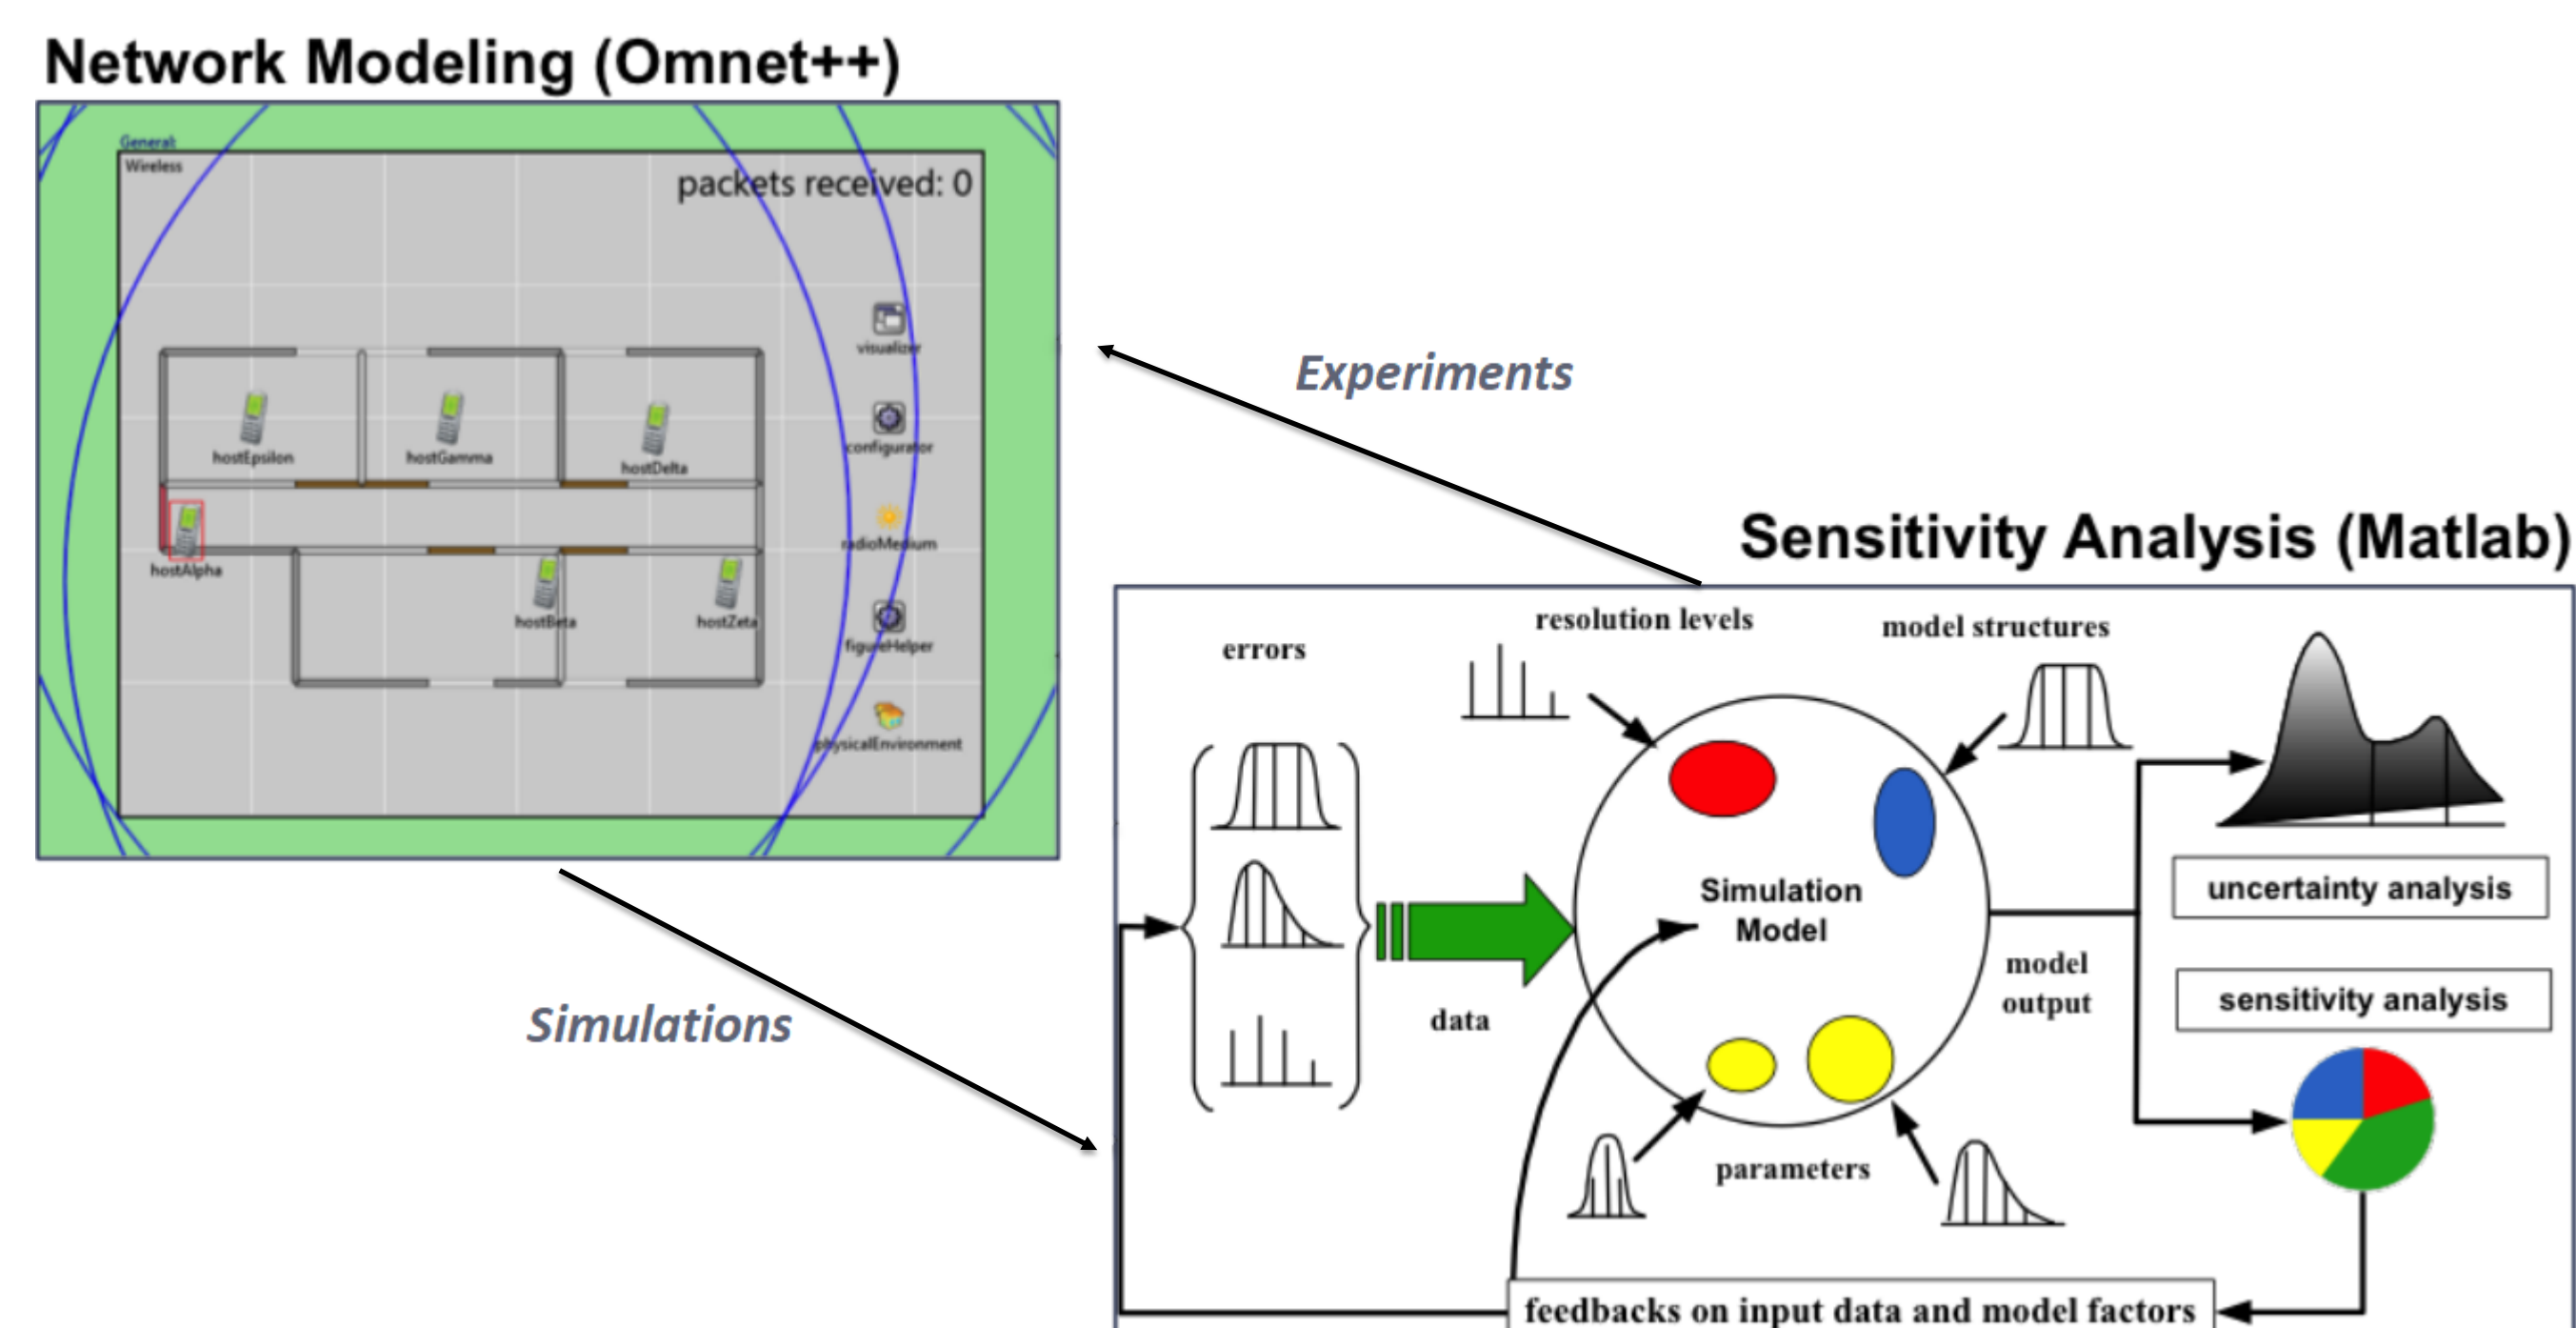 Network Modeling (Omnet++)
General:
Wireless
packets received: 0
visualizer
configurator
hostEpsilon
hostGamma
hostDelta
radioMedium
hostAlpha
hostBeta
hostZeta
figureHelper
physicalEnvironment
Experiments
Simulations
Sensitivity Analysis (Matlab)
resolution levels
model structures
errors
Simulation
Model
uncertainty analysis
model
output
sensitivity analysis
data
parameters
feedbacks on input data and model factors